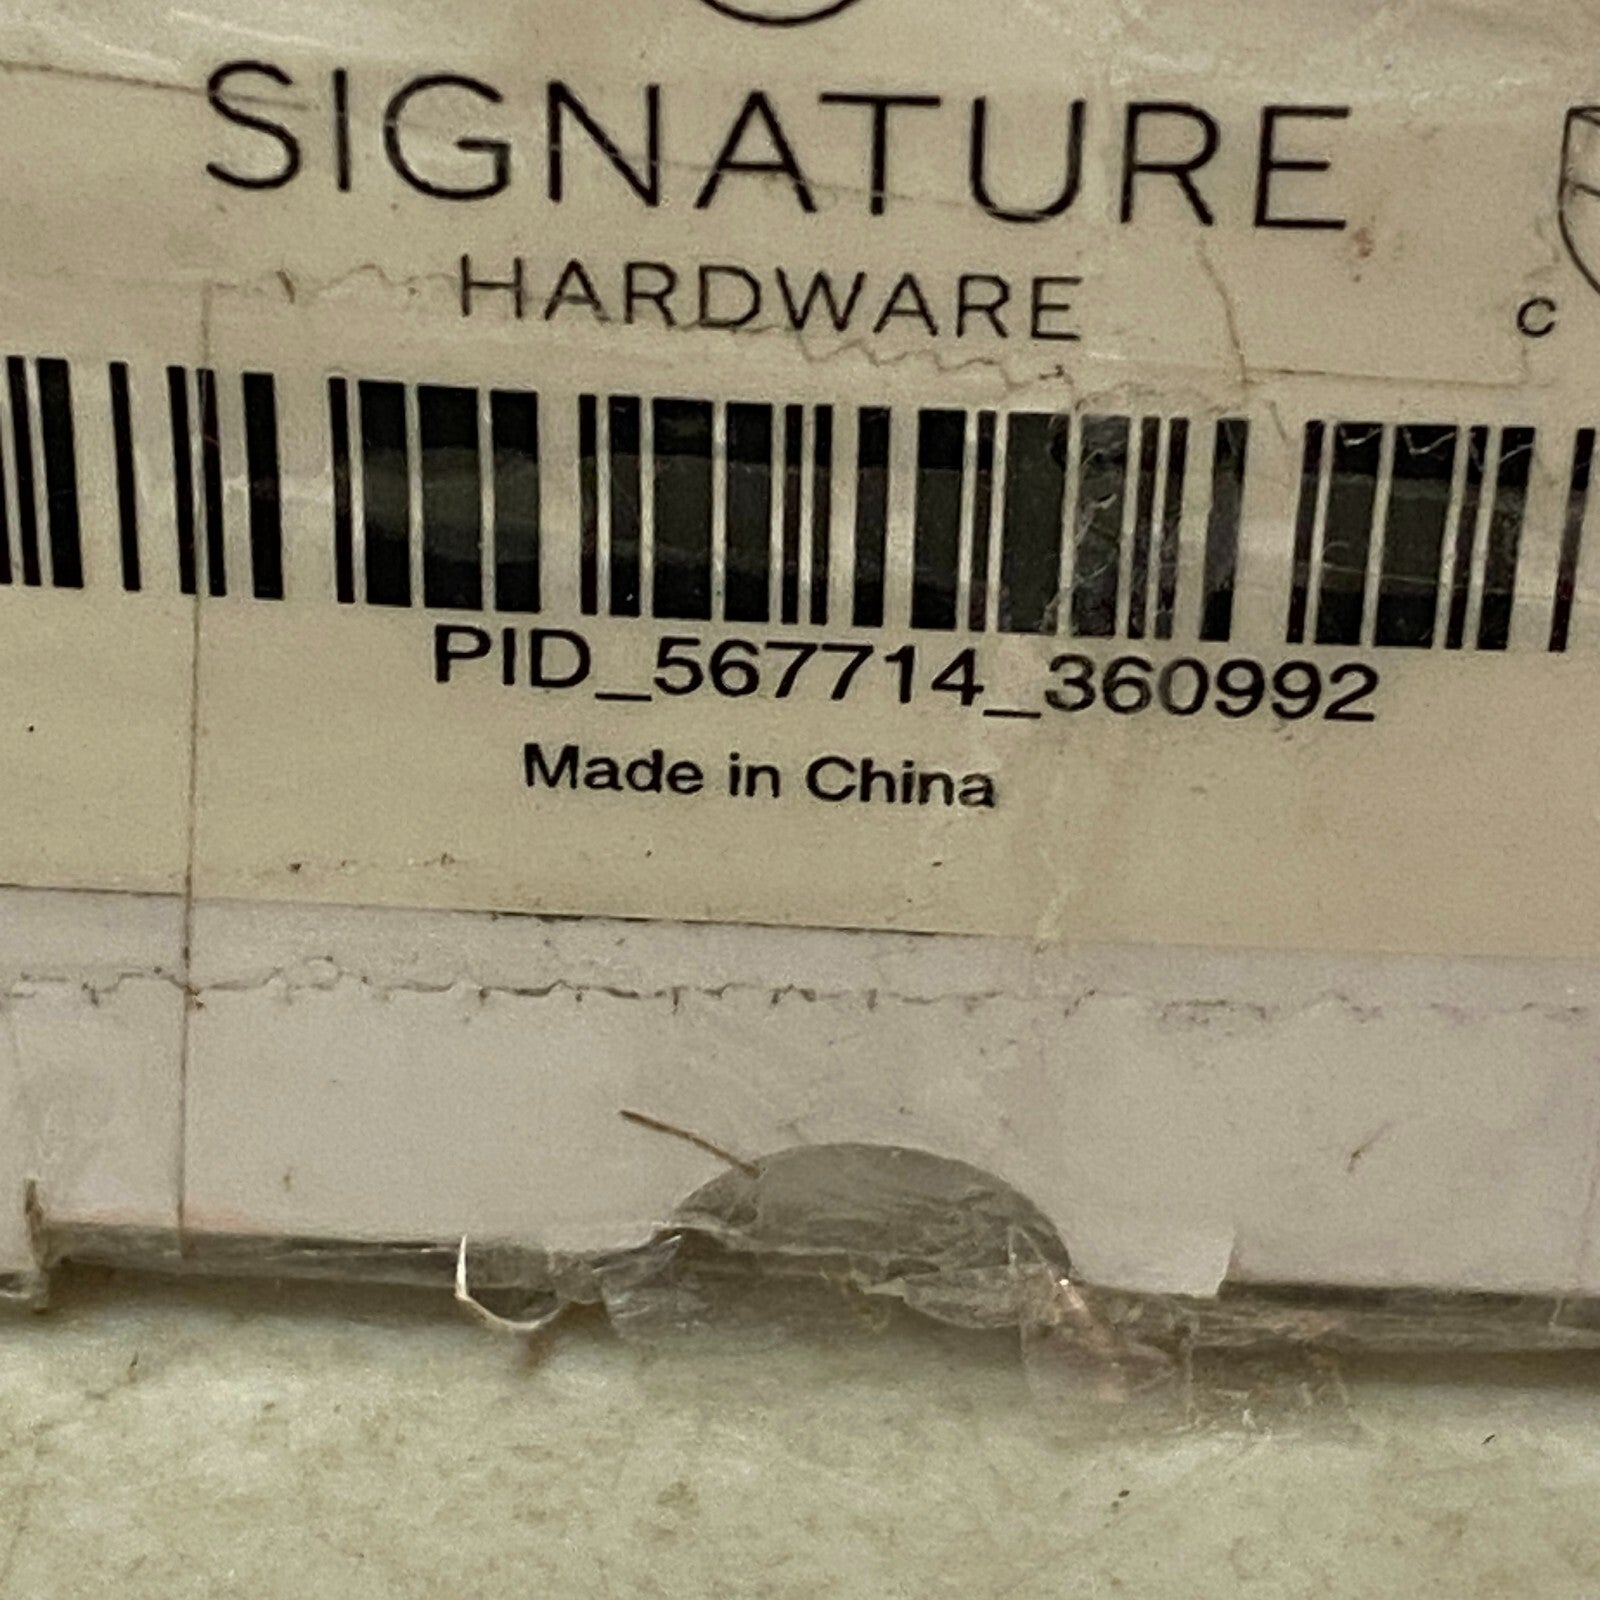 SIGNATURE
HARDWARE
c
PID_567714_360992
Made in China